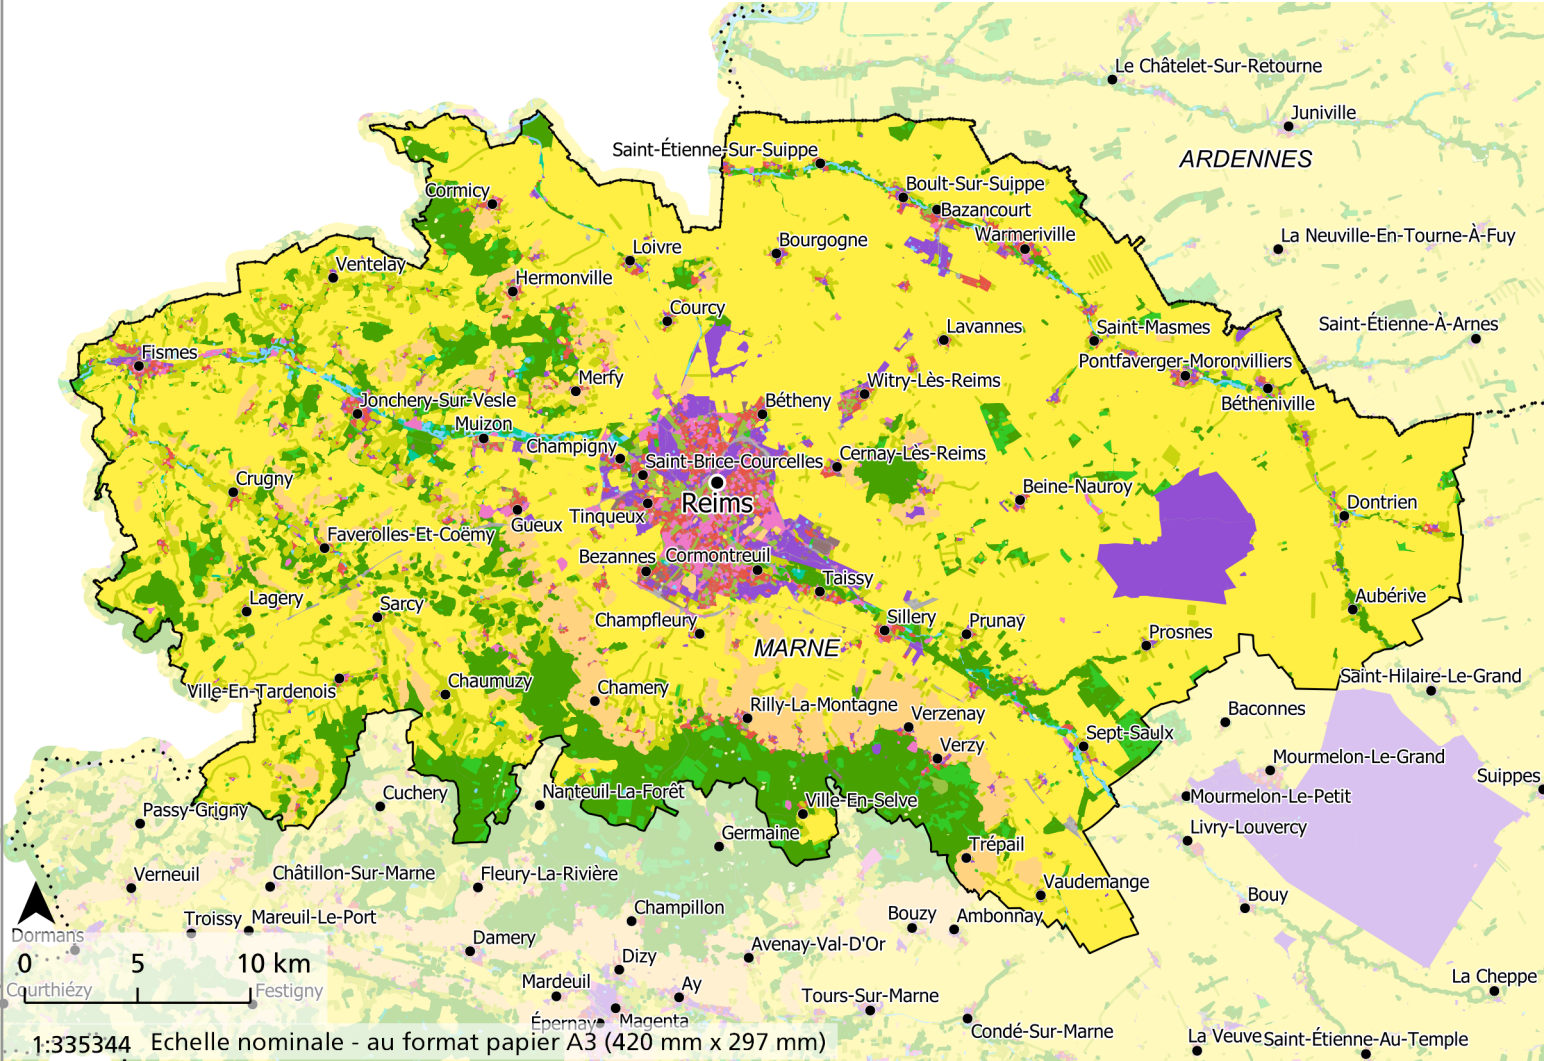 Le Châtelet-Sur-Retourne
Juniville
Saint-Étienne-Sur-Suippe
ARDENNES
Boult-Sur-Suippe
Cormicy
Bazancourt
Warmeriville
La Neuville-En-Tourne-À-Fuy
Bourgogne
Loivre
Ventelay
Hermonville
Courcy
Lavannes
Saint-Masmes
Saint-Étienne-À-Arnes
Fismes
Pontfaverger-Moronvilliers
Merfy
Witry-Lès-Reims
Jonchery-Sur-Vesle
Bétheny
Bétheniville
Muizon
Champigny
Cernay-Lès-Reims
Saint-Brice-Courcelles
Crugny
Beine-Nauroy
Reims
Dontrien
Tinqueux
Gueux
Faverolles-Et-Coëmy
Bezannes
Cormontreuil
Taissy
Lagery
Sarcy
Aubérive
Champfleury
Sillery
Prunay
Prosnes
MARNE
Saint-Hilaire-Le-Grand
Chaumuzy
Ville-En-Tardenois
Chamery
Rilly-La-Montagne
Verzenay
Baconnes
Sept-Saulx
Verzy
Mourmelon-Le-Grand
Suippes
Cuchery
Nanteuil-La-Forêt
Mourmelon-Le-Petit
Passy-Grigny
Ville-En-Selve
Livry-Louvercy
Germaine
Trépail
Verneuil
Châtillon-Sur-Marne
Fleury-La-Rivière
Vaudemange
Bouy
Champillon
Troissy
Mareuil-Le-Port
Bouzy
Ambonnay
Dormans
Damery
Avenay-Val-D'Or
Dizy
0 5 10 km
La Cheppe
Mardeuil
Ay
Courthiézy
Festigny
Tours-Sur-Marne
Épernay
Magenta
Condé-Sur-Marne
La Veuve
Saint-Étienne-Au-Temple
1:335344 Echelle nominale - au format papier A3 (420 mm x 297 mm)